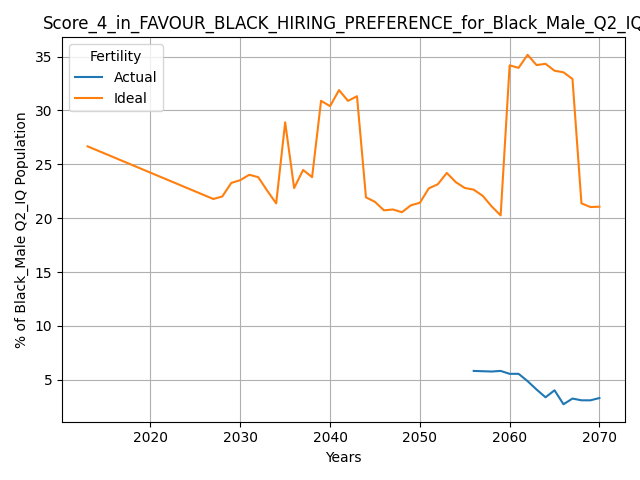 Score_4_in_FAVOUR_BLACK_HIRING_PREFERENCE_for_Black_Male_Q2_IQ
Fertility
Actual
Ideal
% of Black_Male Q2_IQ Population
35
30
25
20
15
10
5
2020 2030 2040 2050 2060 2070
Years